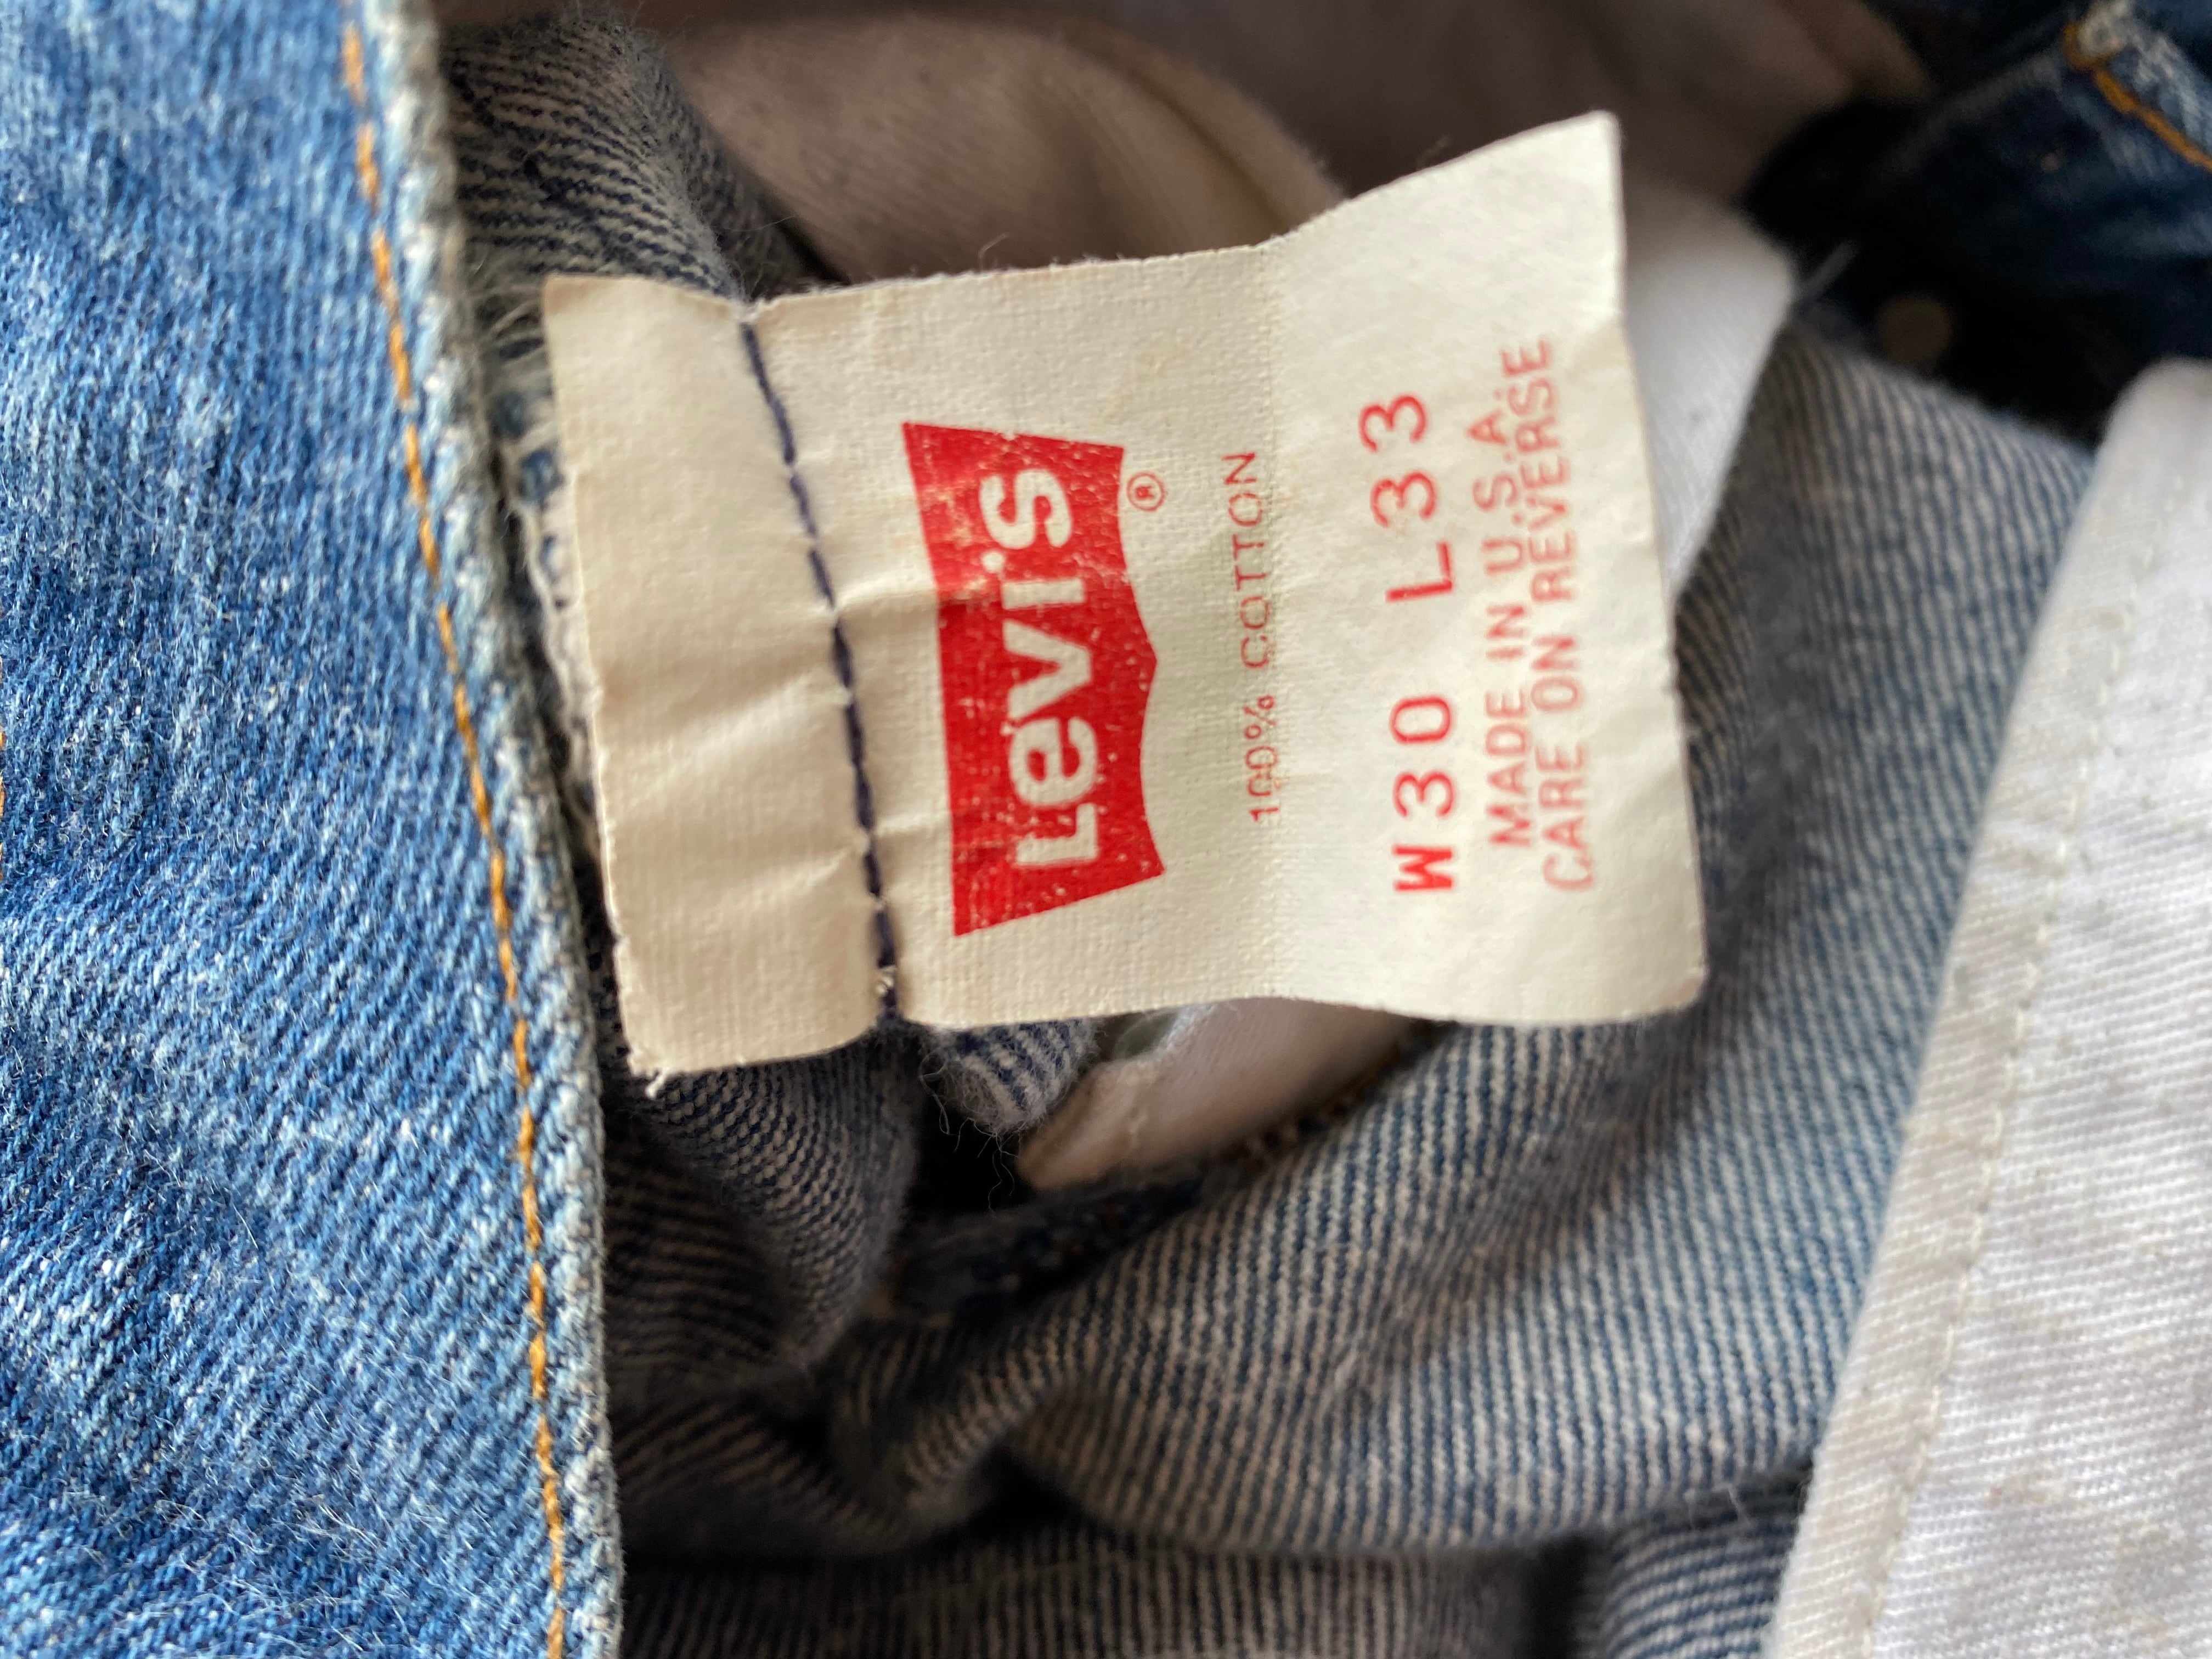 Levi's
®
100% COTTON
W30 L33
MADE IN U.S.A.
CARE ON REVERSE